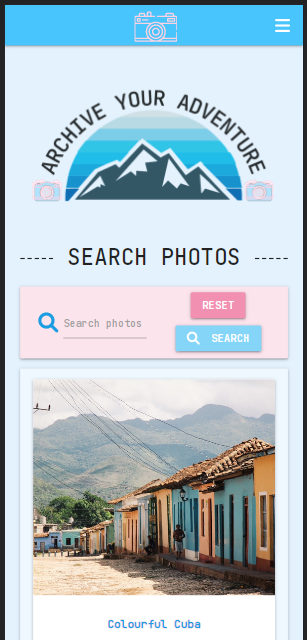 ARCHIVE YOUR ADVENTURE
----- SEARCH PHOTOS -----
RESET
Search photos
SEARCH
Colourful Cuba